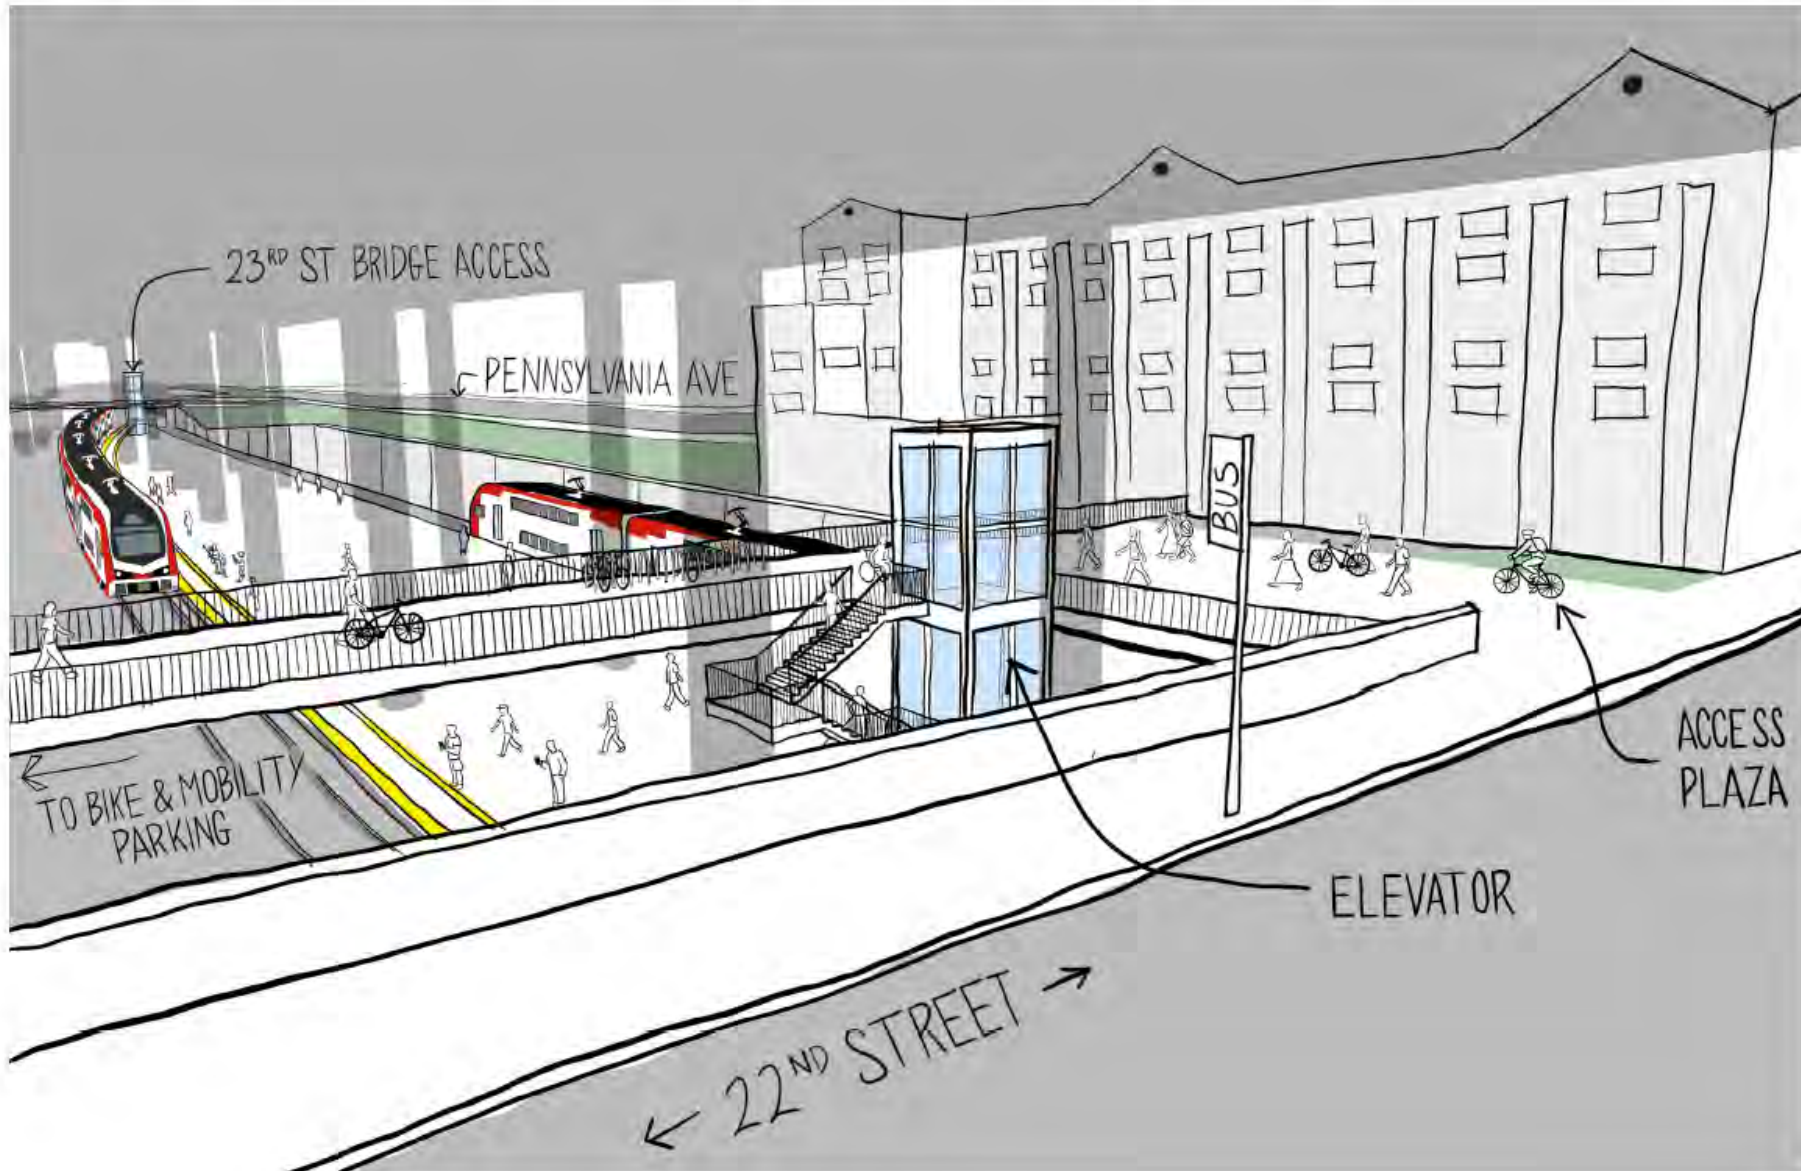 23RD ST BRIDGE ACCESS
PENNSYLVANIA AVE
BUS
TO BIKE & MOBILITY
PARKING
ACCESS
PLAZA
ELEVATOR
22ND STREET